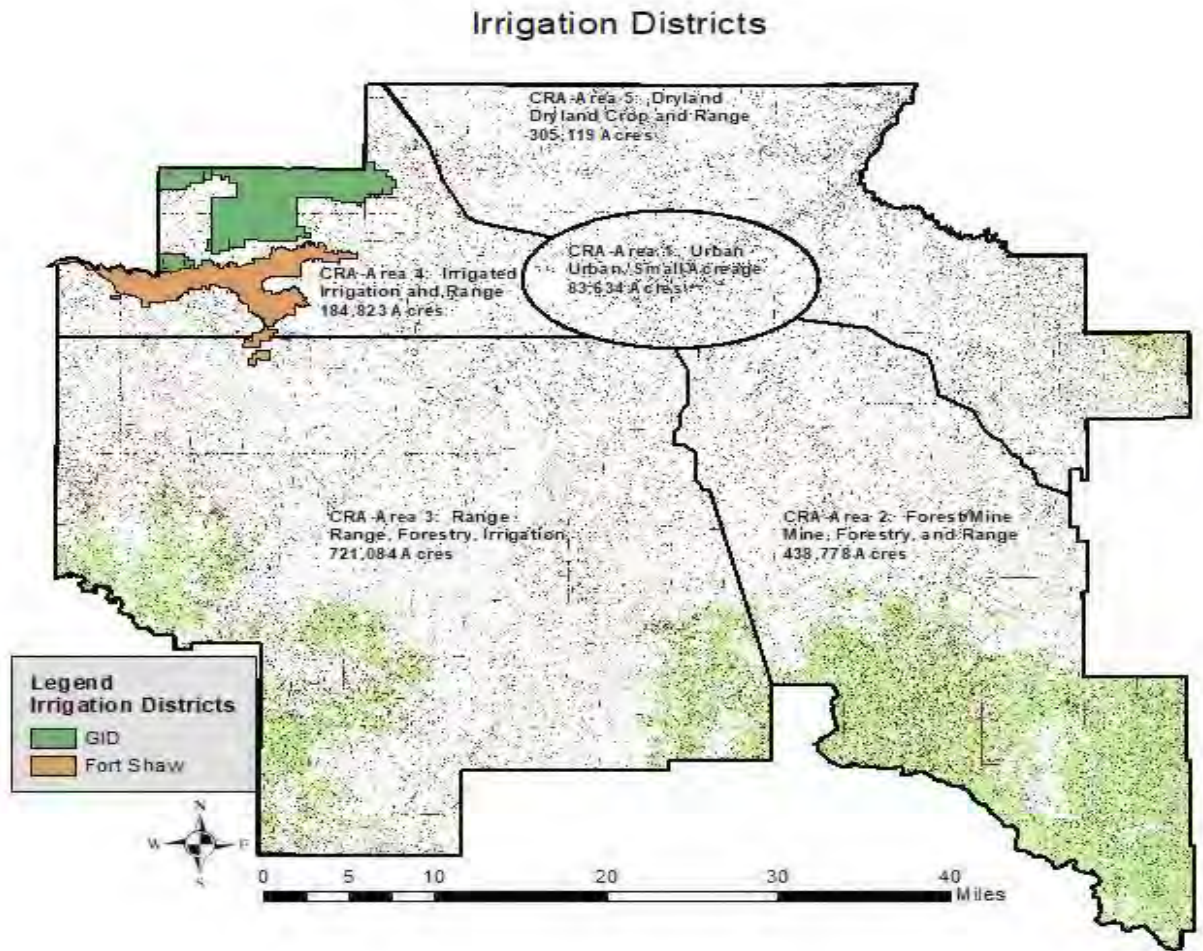 Irrigation Districts
CRA-Area 5: Dryland
Dryland Crop and Range
305,119 Acres
CRA-Area 1: Urban
Urban/Small Acreage
83,634 Acres
CRA-Area 4: Irrigated
Irrigation and Range
184,823 Acres
CRA-Area 3: Range
Range, Forestry, Irrigation
721,084 Acres
CRA-Area 2: Forest/Mine
Mine, Forestry, and Range
438,778 Acres
Legend
Irrigation Districts
GID
Fort Shaw
N
W E
S
0 5 10 20 30 40
Miles